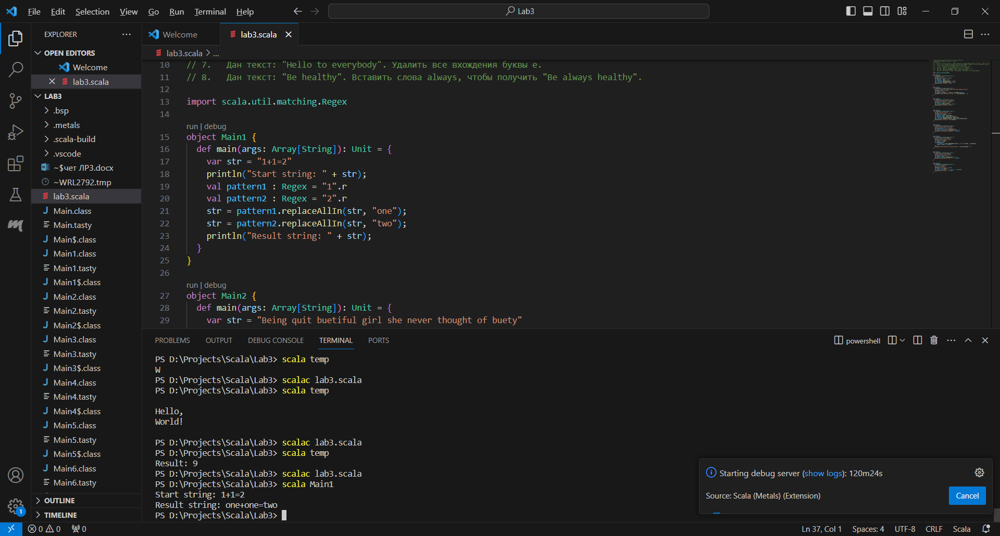 File Edit Selection View Go Run Terminal Help
Lab3
EXPLORER
OPEN EDITORS
Welcome
lab3.scala
LAB3
.bsp
.metals
.scala-build
.vscode
~$чет ЛР3.docx
~WRL2792.tmp
lab3.scala
Main.class
Main.tasty
Main$.class
Main1.class
Main1.tasty
Main1$.class
Main2.class
Main2.tasty
Main2$.class
Main3.class
Main3.tasty
Main3$.class
Main4.class
Main4.tasty
Main4$.class
Main5.class
Main5.tasty
Main5$.class
Main6.class
Main6.tasty
OUTLINE
TIMELINE
Welcome
lab3.scala
lab3.scala > ...
10 // 7. Дан текст: "Hello to everybody". Удалить все вхождения буквы e.
11 // 8. Дан текст: "Be healthy". Вставить слова always, чтобы получить "Be always healthy".
12
13 import scala.util.matching.Regex
14
run | debug
15 object Main1 {
16 def main(args: Array[String]): Unit = {
17 var str = "1+1=2"
18 println("Start string: " + str);
19 val pattern1 : Regex = "1".r
20 val pattern2 : Regex = "2".r
21 str = pattern1.replaceAllIn(str, "one");
22 str = pattern2.replaceAllIn(str, "two");
23 println("Result string: " + str);
24 }
25 }
26
run | debug
27 object Main2 {
28 def main(args: Array[String]): Unit = {
29 var str = "Being quit buetiful girl she never thought of buety"
PROBLEMS OUTPUT DEBUG CONSOLE TERMINAL PORTS
powershell
PS D:\Projects\Scala\Lab3> scala temp
W
PS D:\Projects\Scala\Lab3> scalac lab3.scala
PS D:\Projects\Scala\Lab3> scala temp
Hello,
World!
PS D:\Projects\Scala\Lab3> scalac lab3.scala
PS D:\Projects\Scala\Lab3> scala temp
Result: 9
PS D:\Projects\Scala\Lab3> scalac lab3.scala
PS D:\Projects\Scala\Lab3> scala Main1
Start string: 1+1=2
Result string: one+one=two
PS D:\Projects\Scala\Lab3>
Starting debug server (show logs): 120m24s
Source: Scala (Metals) (Extension)
Cancel
1
0 0 0
Ln 37, Col 1 Spaces: 4 UTF-8 CRLF Scala